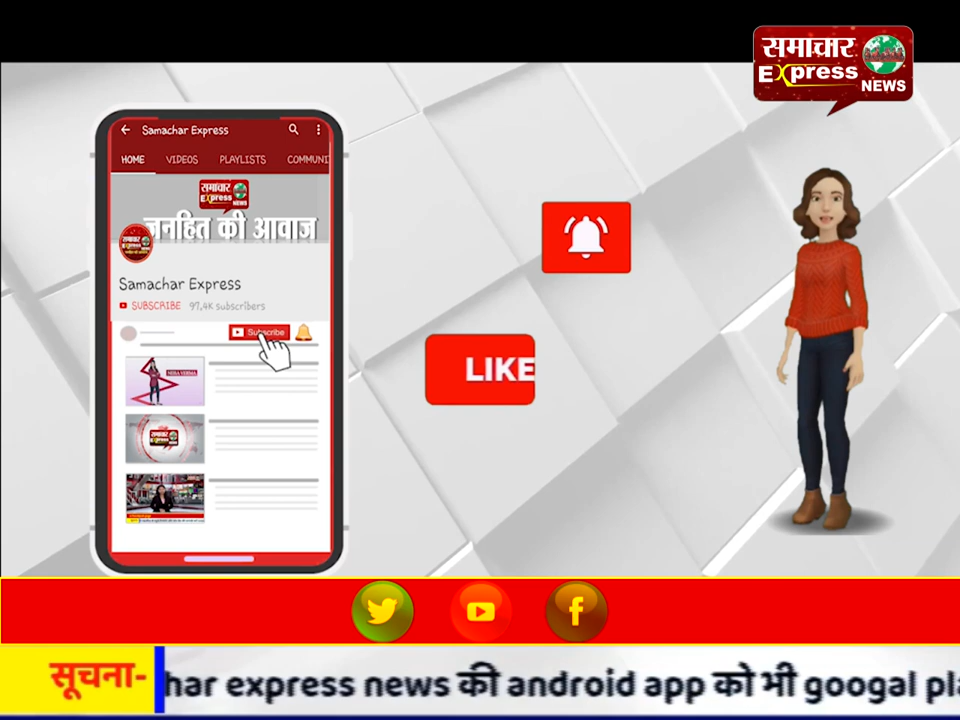 समाचार
Express
NEWS
Samachar Express
HOME VIDEOS PLAYLISTS COMMUNI
समाचार
Express
NEWS
जनहित की आवाज
Samachar Express
SUBSCRIBE 97.4K subscribers
Subscribe
LIKE
सूचना- har express news की android app को भी googal pla